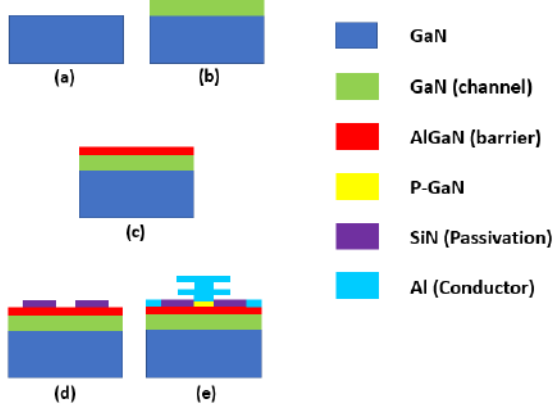 (a)
(b)
(c)
(d)
(e)
GaN
GaN (channel)
AlGaN (barrier)
P-GaN
SiN (Passivation)
Al (Conductor)